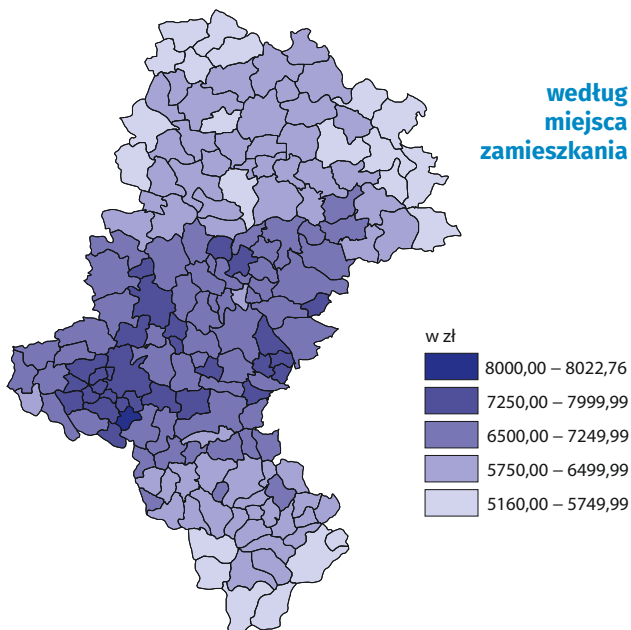 według
miejsca
zamieszkania
w zł
8000,00 – 8022,76
7250,00 – 7999,99
6500,00 – 7249,99
5750,00 – 6499,99
5160,00 – 5749,99